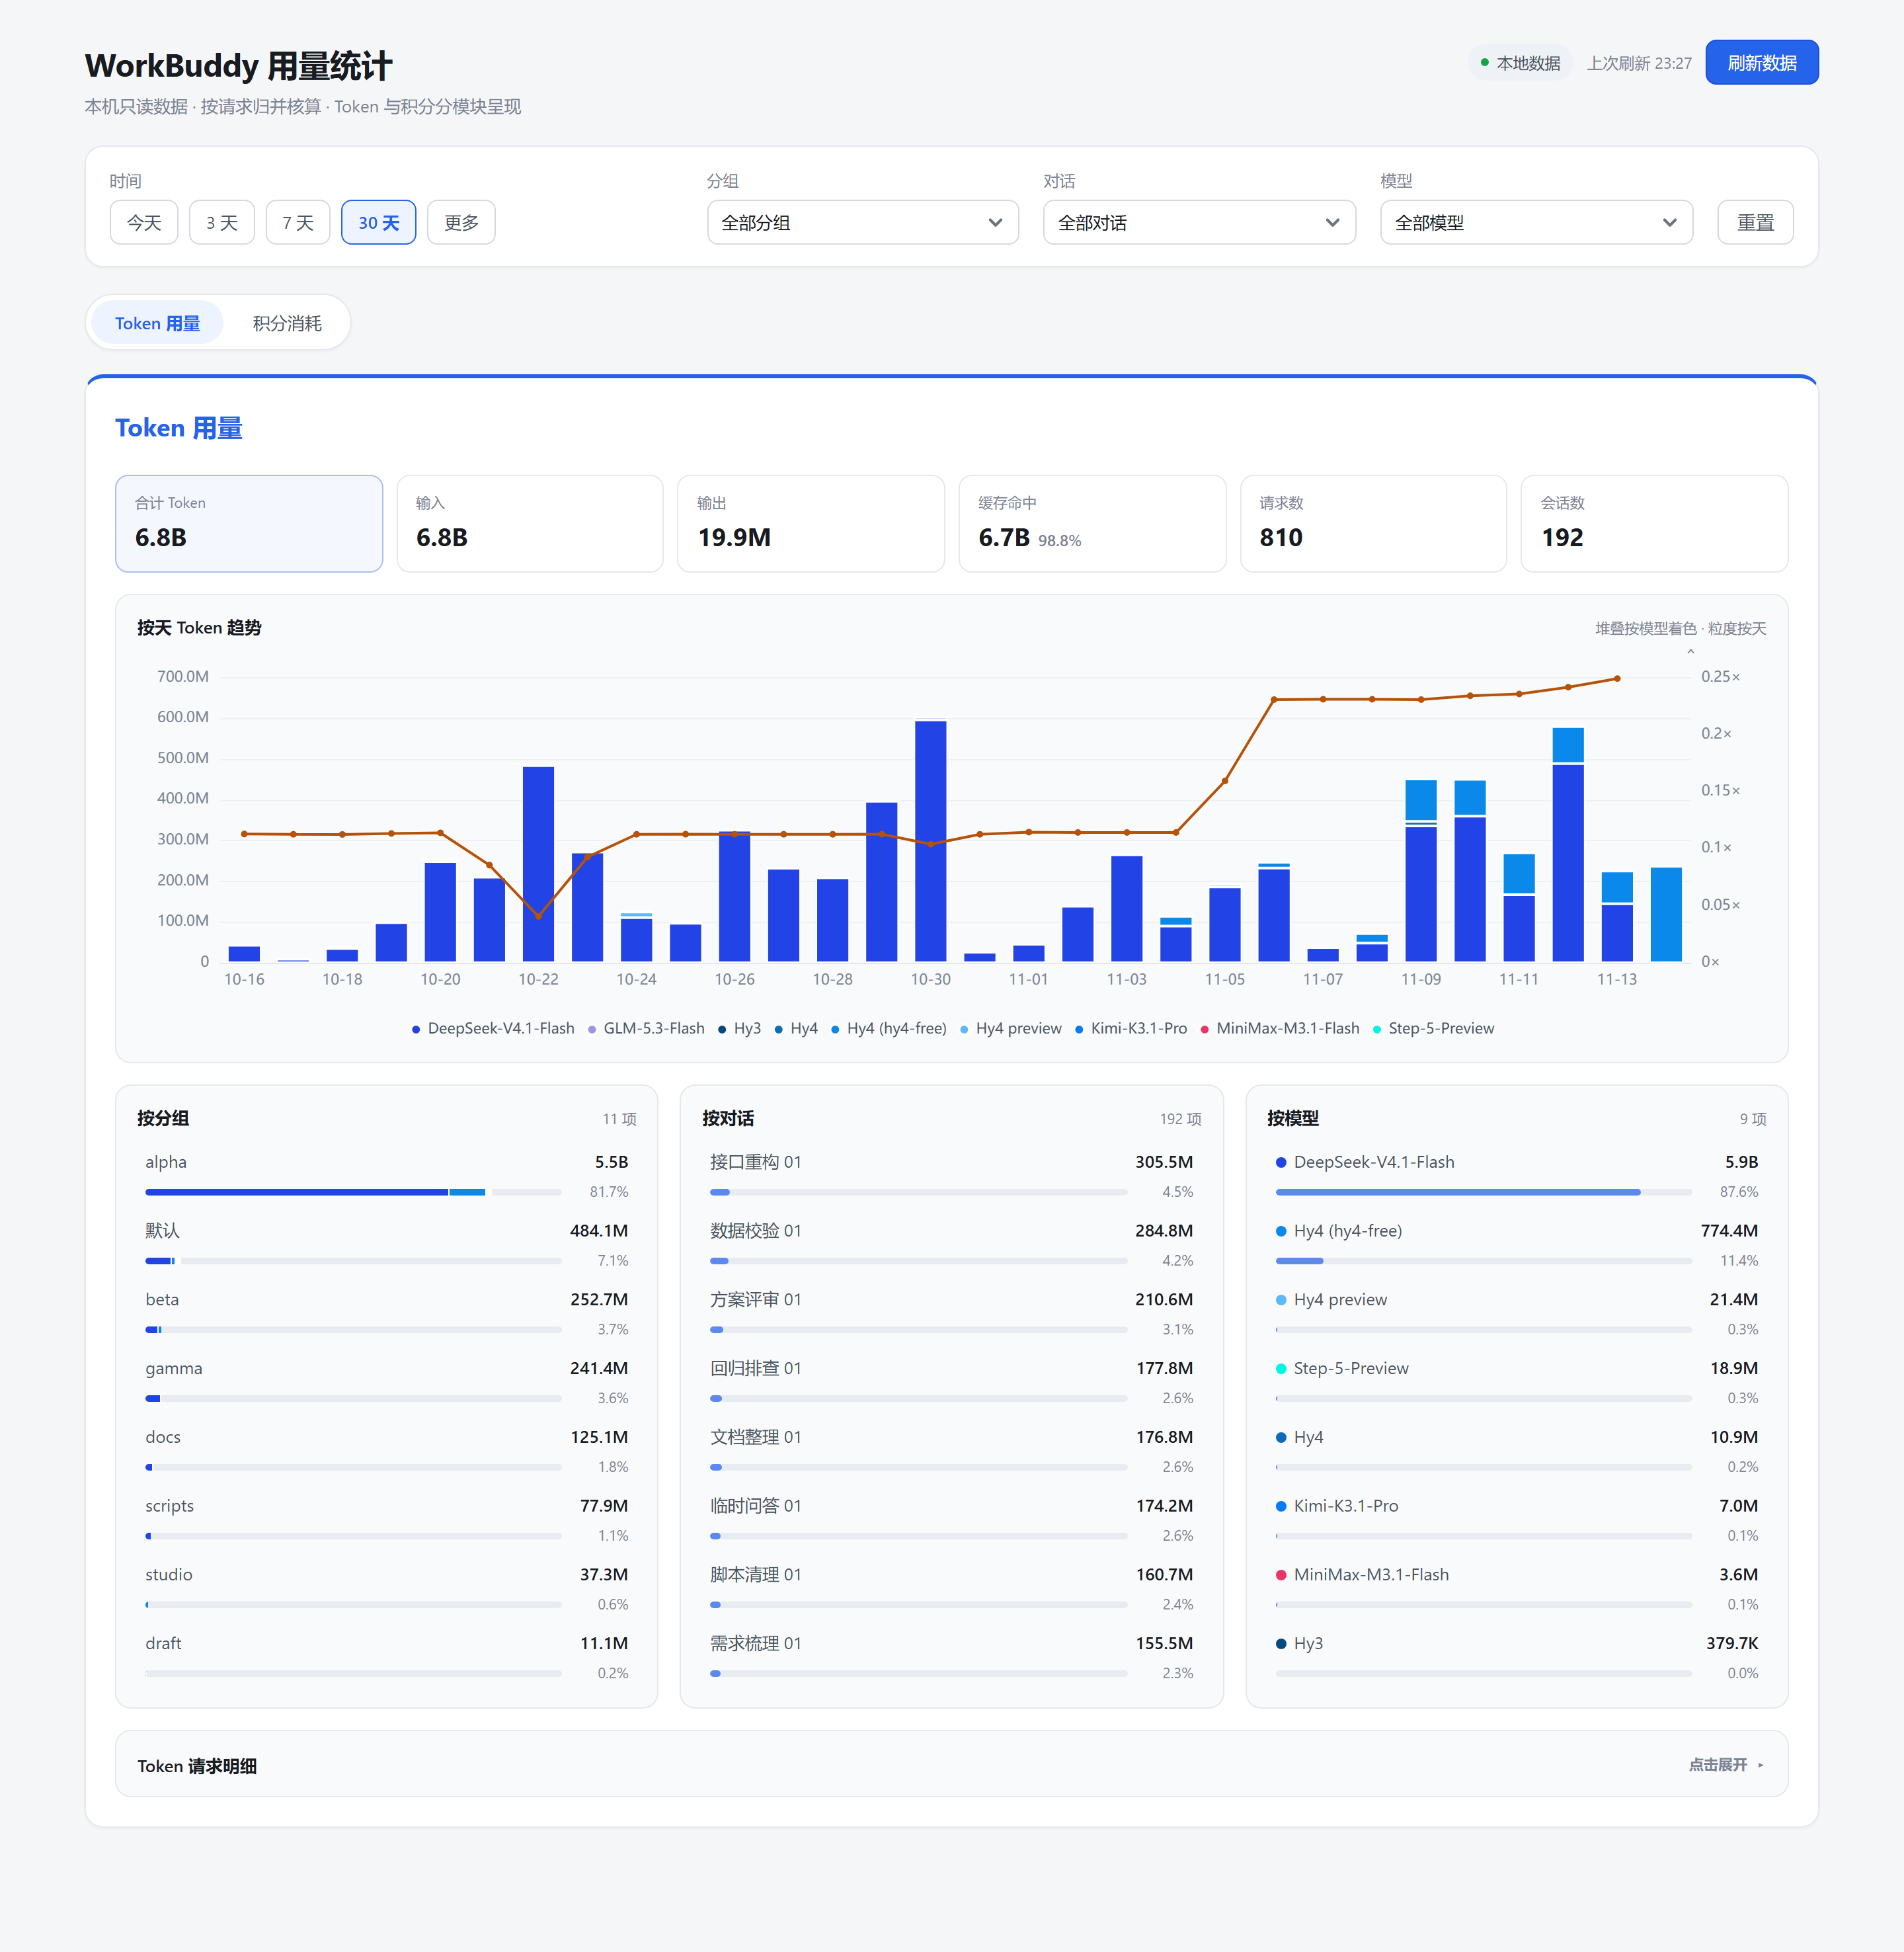 WorkBuddy 用量统计
本机只读数据 · 按请求归并核算 · Token 与积分分模块呈现
本地数据
上次刷新 23:27
刷新数据
时间
今天
3 天
7 天
30 天
更多
分组
全部分组
对话
全部对话
模型
全部模型
重置
Token 用量
积分消耗
Token 用量
合计 Token
6.8B
输入
6.8B
输出
19.9M
缓存命中
6.7B 98.8%
请求数
810
会话数
192
按天 Token 趋势
堆叠按模型着色 · 粒度按天
700.0M
600.0M
500.0M
400.0M
300.0M
200.0M
100.0M
0
0.25×
0.2×
0.15×
0.1×
0.05×
0×
10-16 10-18 10-20 10-22 10-24 10-26 10-28 10-30 11-01 11-03 11-05 11-07 11-09 11-11 11-13
DeepSeek-V4.1-Flash GLM-5.3-Flash Hy3 Hy4 Hy4 (hy4-free) Hy4 preview Kimi-K3.1-Pro MiniMax-M3.1-Flash Step-5-Preview
按分组 11 项
alpha 5.5B
81.7%
默认 484.1M
7.1%
beta 252.7M
3.7%
gamma 241.4M
3.6%
docs 125.1M
1.8%
scripts 77.9M
1.1%
studio 37.3M
0.6%
draft 11.1M
0.2%
按对话 192 项
接口重构 01 305.5M
4.5%
数据校验 01 284.8M
4.2%
方案评审 01 210.6M
3.1%
回归排查 01 177.8M
2.6%
文档整理 01 176.8M
2.6%
临时问答 01 174.2M
2.6%
脚本清理 01 160.7M
2.4%
需求梳理 01 155.5M
2.3%
按模型 9 项
DeepSeek-V4.1-Flash 5.9B
87.6%
Hy4 (hy4-free) 774.4M
11.4%
Hy4 preview 21.4M
0.3%
Step-5-Preview 18.9M
0.3%
Hy4 10.9M
0.2%
Kimi-K3.1-Pro 7.0M
0.1%
MiniMax-M3.1-Flash 3.6M
0.1%
Hy3 379.7K
0.0%
Token 请求明细
点击展开